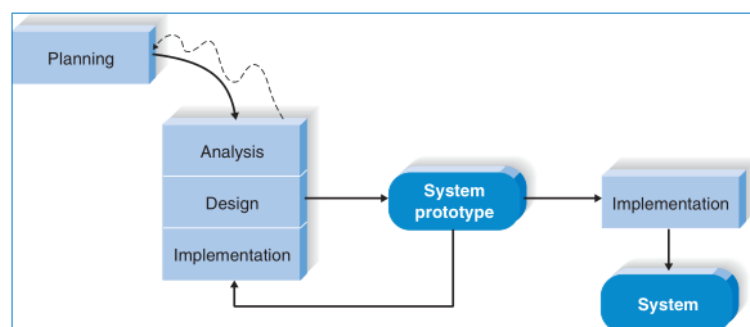 Planning
Analysis
Design
Implementation
System
prototype
Implementation
System